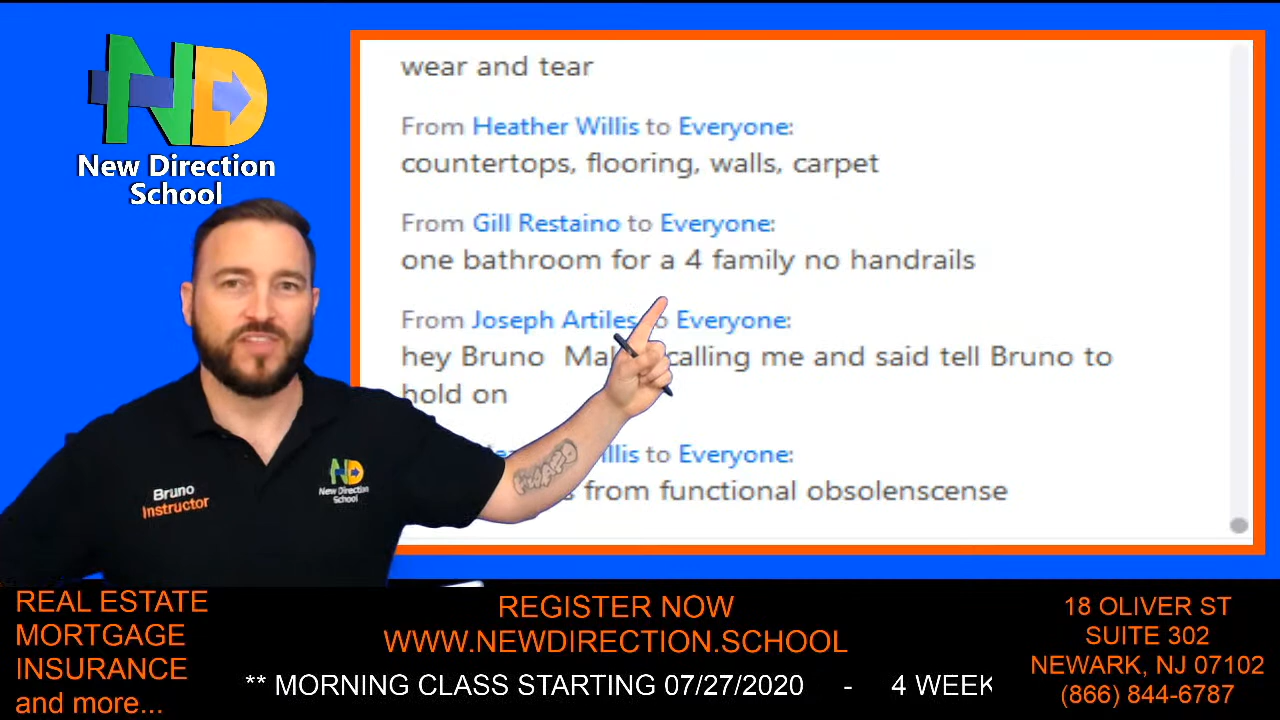 ND
New Direction
School
wear and tear
From Heather Willis to Everyone:
countertops, flooring, walls, carpet
From Gill Restaino to Everyone:
one bathroom for a 4 family no handrails
From Joseph Artiles to Everyone:
hey Bruno calling me and said tell Bruno to
hold on
to Everyone:
from functional obsolenscense
Bruno
Instructor
ND
New Direction
School
REAL ESTATE
MORTGAGE
INSURANCE
and more...
REGISTER NOW
WWW.NEWDIRECTION.SCHOOL
** MORNING CLASS STARTING 07/27/2020 - 4 WEEK
18 OLIVER ST
SUITE 302
NEWARK, NJ 07102
(866) 844-6787